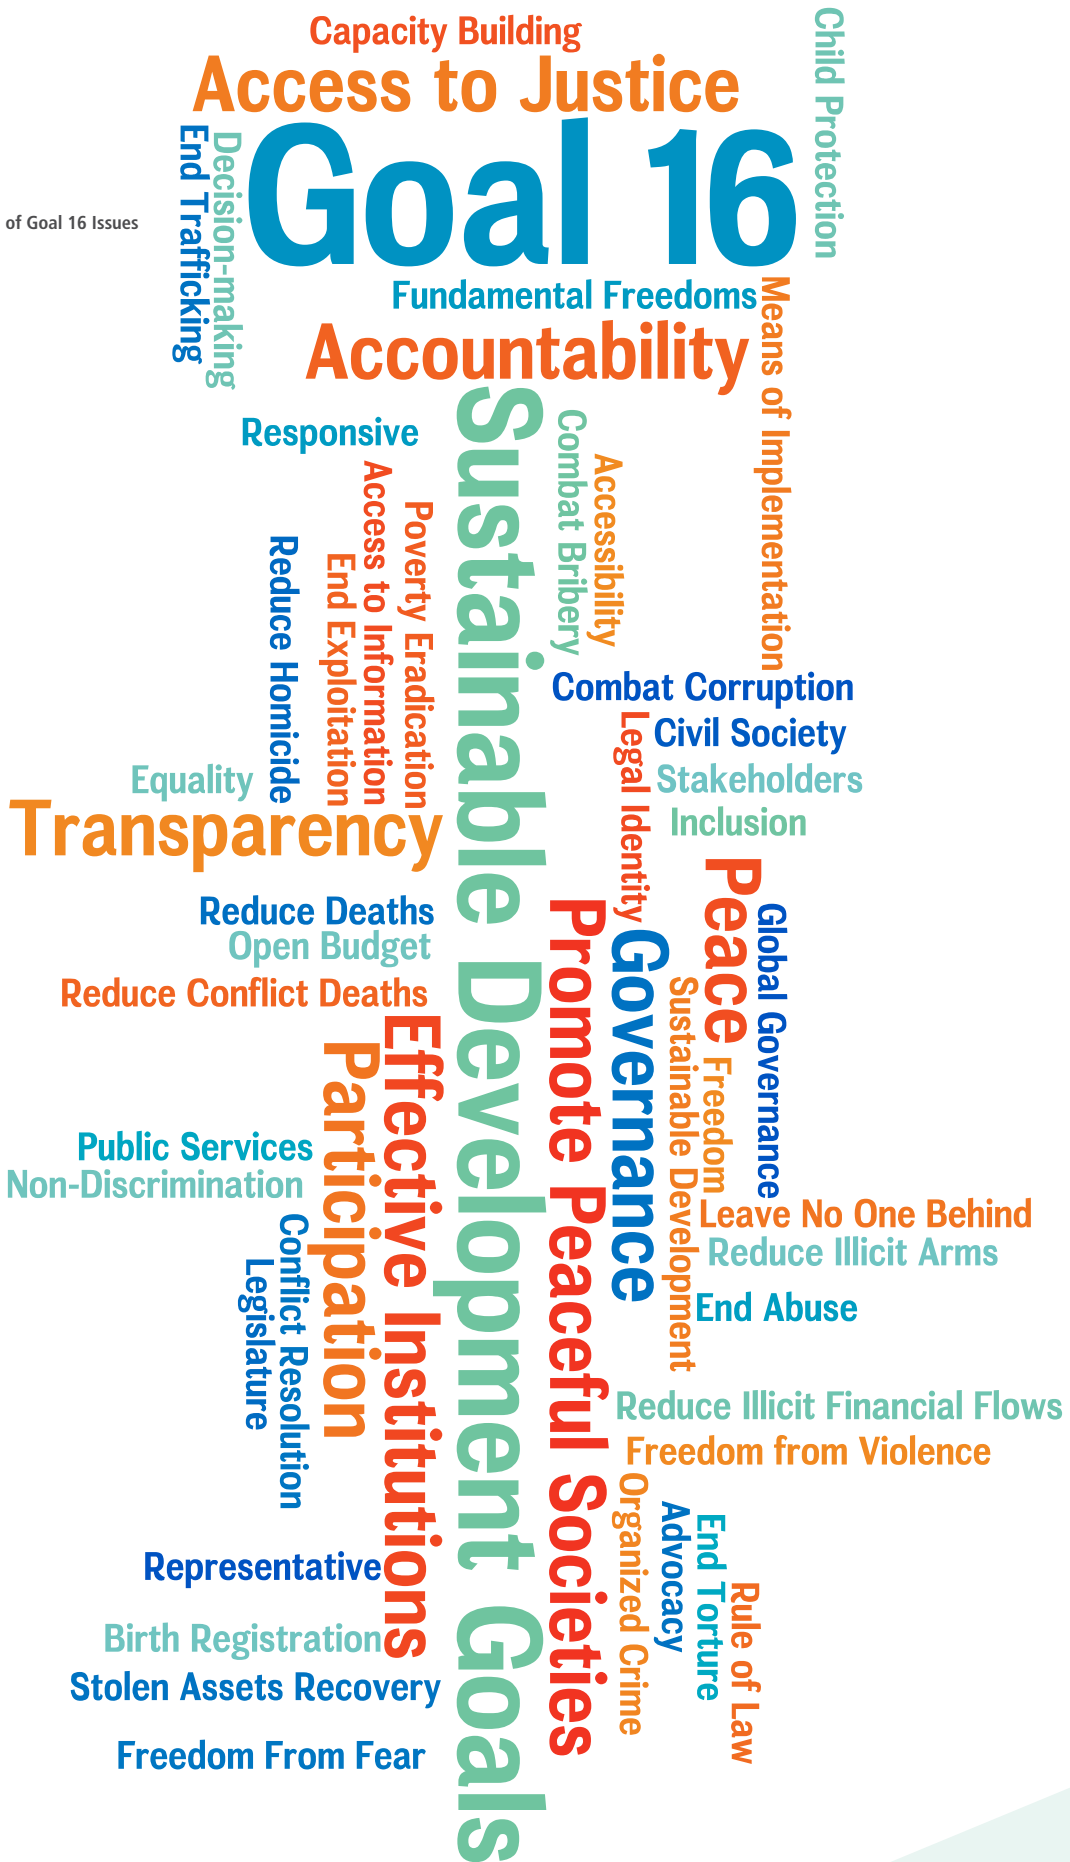 Capacity Building
Child Protection
Access to Justice
Goal 16
End Trafficking
Decision-making
of Goal 16 Issues
Fundamental Freedoms
Means of Implementation
Accountability
Sustainable Development Goals
Responsive
Combat Bribery
Accessibility
Access to Information
Poverty Eradication
Reduce Homicide
End Exploitation
Combat Corruption
Legal Identity
Civil Society
Equality
Stakeholders
Transparency
Inclusion
Peace
Reduce Deaths
Promote Peaceful Societies
Global Governance
Open Budget
Governance
Reduce Conflict Deaths
Sustainable Development
Effective Institutions
Participation
Freedom
Public Services
Non-Discrimination
Leave No One Behind
Conflict Resolution
Reduce Illicit Arms
Legislature
End Abuse
Reduce Illicit Financial Flows
Freedom from Violence
Organized Crime
Advocacy
End Torture
Representative
Rule of Law
Birth Registration
Stolen Assets Recovery
Freedom From Fear